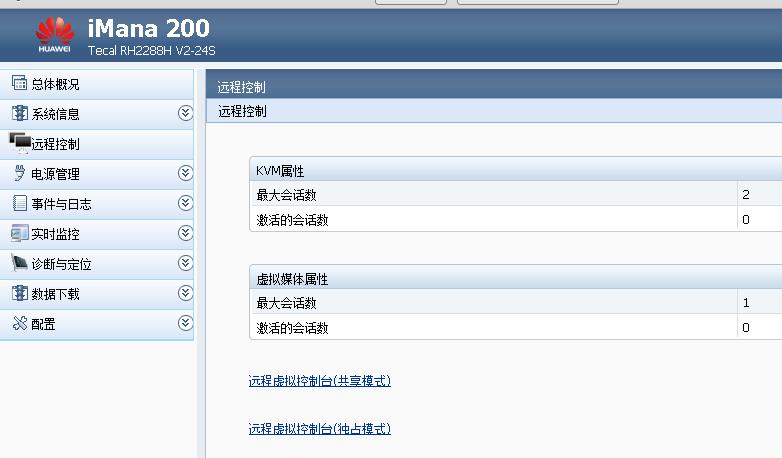 iMana 200
HUAWEI
Tecal RH2288H V2-24S
总体概况
系统信息
远程控制
电源管理
事件与日志
实时监控
诊断与定位
数据下载
配置
远程控制
远程控制
KVM属性
最大会话数 2
激活的会话数 0
虚拟媒体属性
最大会话数 1
激活的会话数 0
远程虚拟控制台(共享模式)
远程虚拟控制台(独占模式)